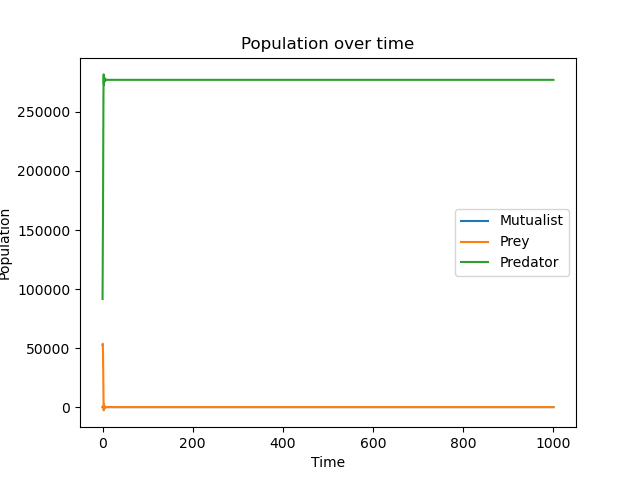 Population over time
Population
250000
200000
150000
100000
50000
0
Mutualist
Prey
Predator
0 200 400 600 800 1000
Time